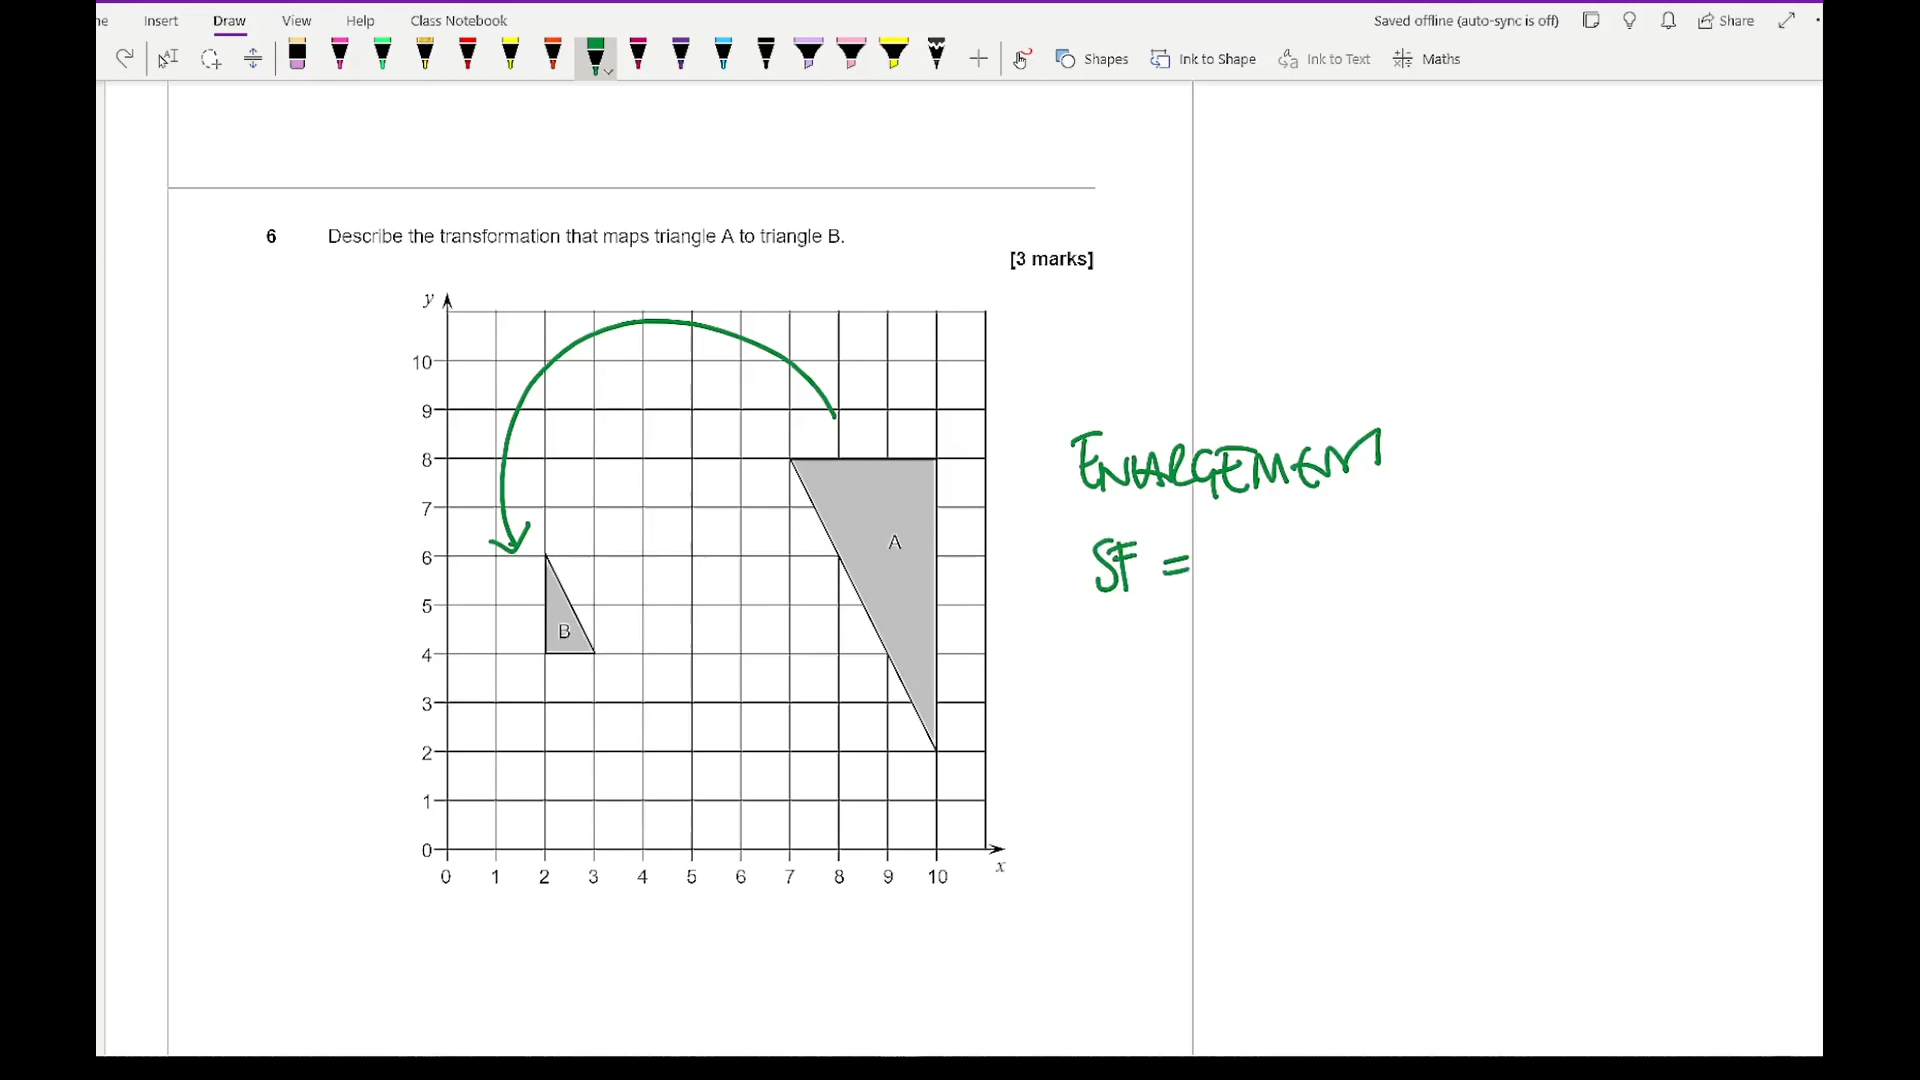 ne Insert Draw View Help Class Notebook Saved offline (auto-sync is off) Share
Shapes Ink to Shape Ink to Text Maths
6 Describe the transformation that maps triangle A to triangle B.
[3 marks]
y
10
9
8
7
6
5
4
3
2
1
0
A
B
0 1 2 3 4 5 6 7 8 9 10 x
ENLARGEMENT
SF =